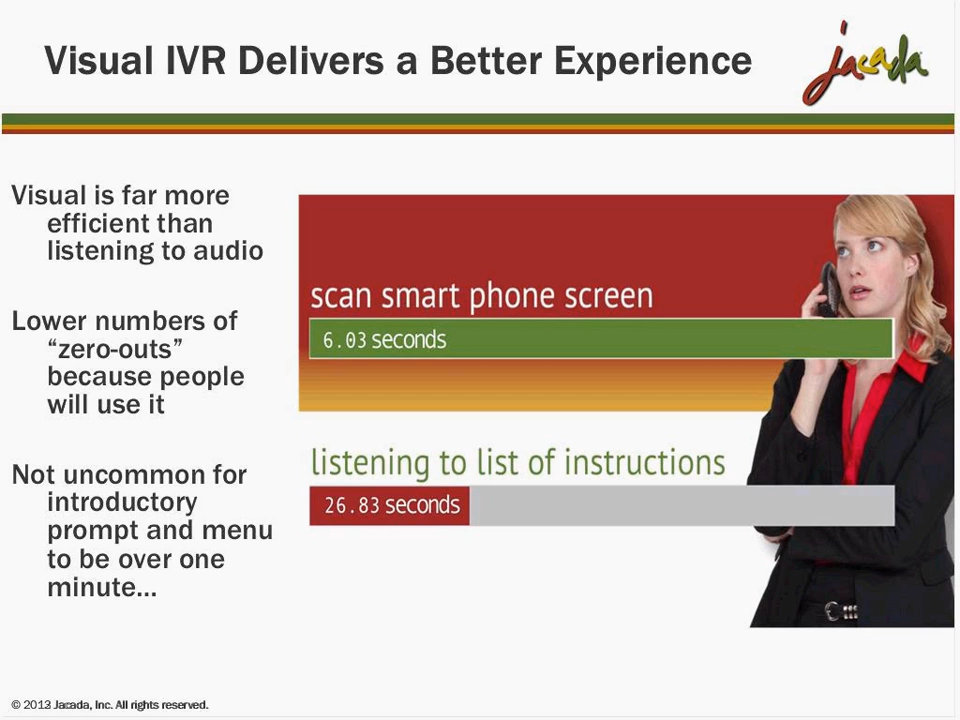 Visual IVR Delivers a Better Experience
jacada
Visual is far more
efficient than
listening to audio
Lower numbers of
“zero-outs”
because people
will use it
Not uncommon for
introductory
prompt and menu
to be over one
minute…
scan smart phone screen
6.03 seconds
listening to list of instructions
26.83 seconds
© Jacada, Inc. All rights reserved.